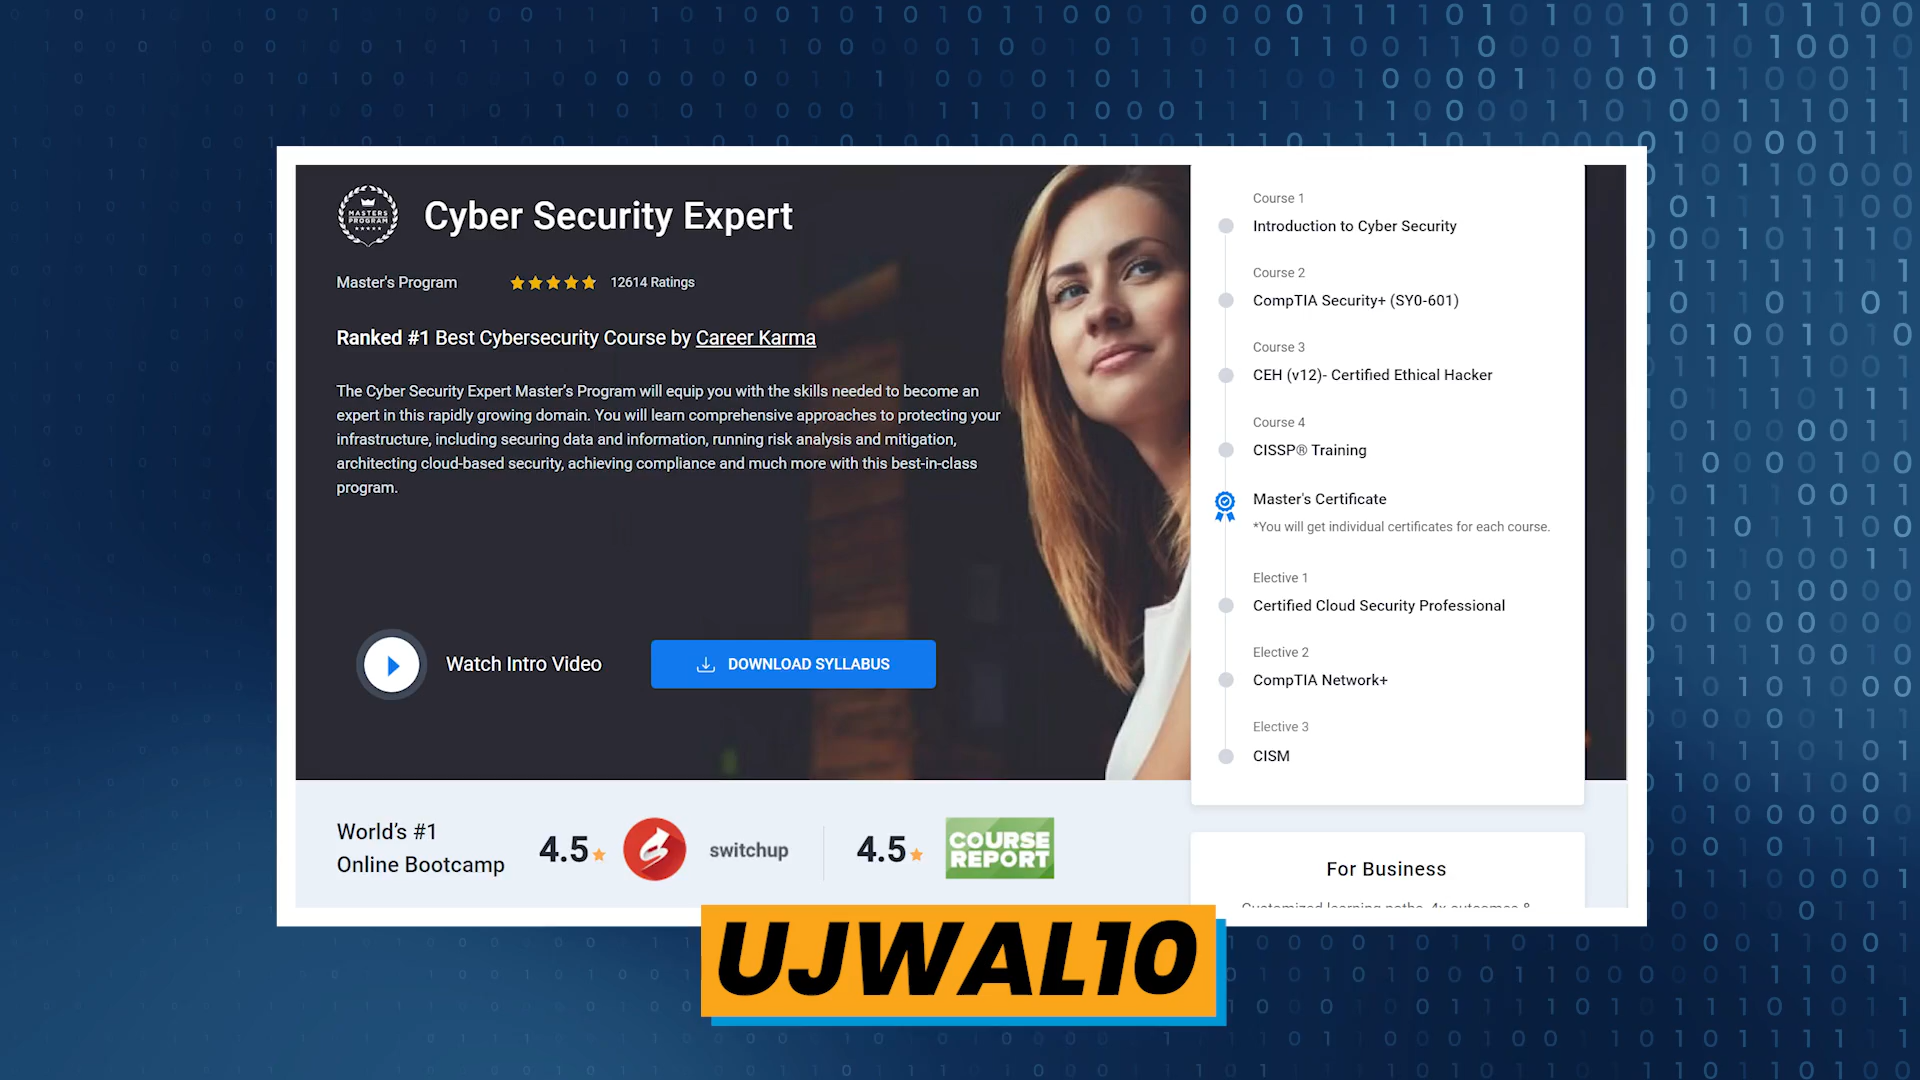 MASTERS
PROGRAM
Cyber Security Expert
Master's Program
12614 Ratings
Ranked #1 Best Cybersecurity Course by Career Karma
The Cyber Security Expert Master's Program will equip you with the skills needed to become an
expert in this rapidly growing domain. You will learn comprehensive approaches to protecting your
infrastructure, including securing data and information, running risk analysis and mitigation,
architecting cloud-based security, achieving compliance and much more with this best-in-class
program.
Watch Intro Video
DOWNLOAD SYLLABUS
Course 1
Introduction to Cyber Security
Course 2
CompTIA Security+ (SY0-601)
Course 3
CEH (v12)- Certified Ethical Hacker
Course 4
CISSP® Training
Master's Certificate
*You will get individual certificates for each course.
Elective 1
Certified Cloud Security Professional
Elective 2
CompTIA Network+
Elective 3
CISM
World's #1
Online Bootcamp
4.5
switchup
4.5
COURSE
REPORT
For Business
Customized learning paths, 4x outcomes &
UJWAL10